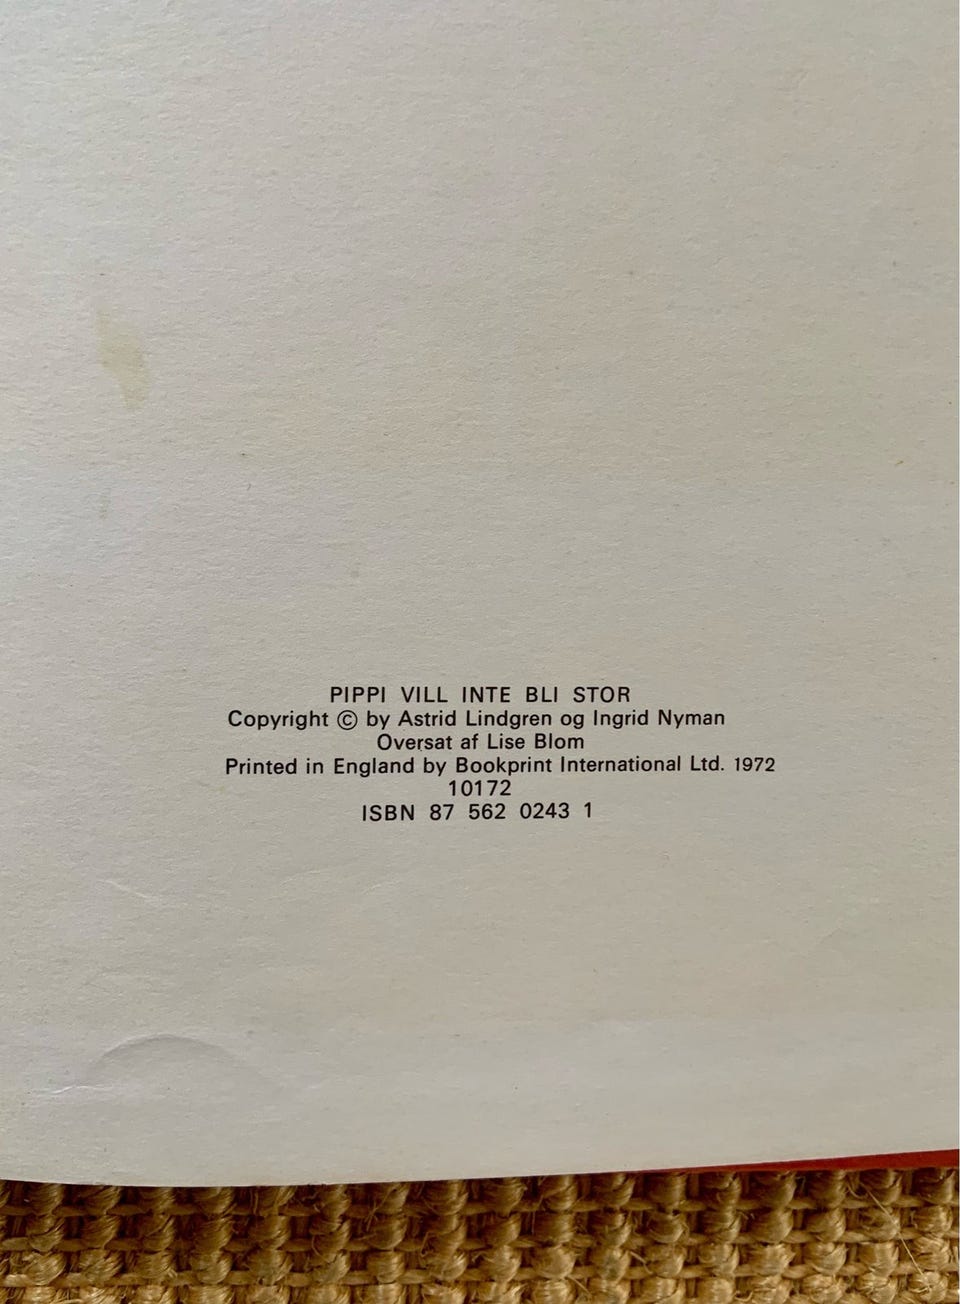 PIPPI VILL INTE BLI STOR
Copyright © by Astrid Lindgren og Ingrid Nyman
Oversat af Lise Blom
Printed in England by Bookprint International Ltd. 1972
10172
ISBN 87 562 0243 1